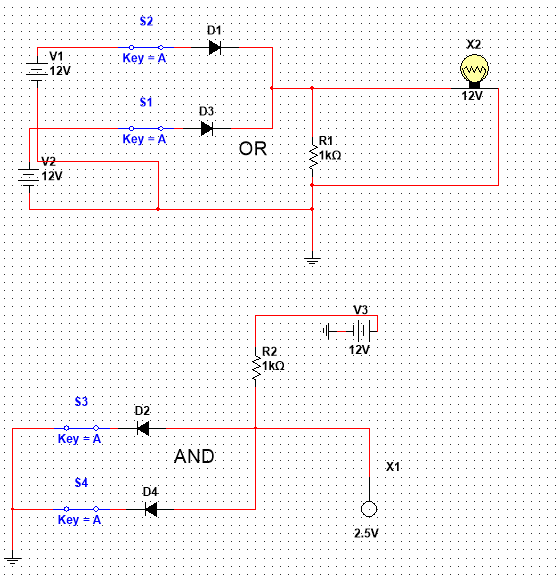 S2
D1
V1
12V
Key = A
X2
12V
S1
D3
Key = A
OR
R1
1kΩ
V2
12V
V3
12V
R2
1kΩ
S3
D2
Key = A
AND
X1
S4
D4
Key = A
2.5V